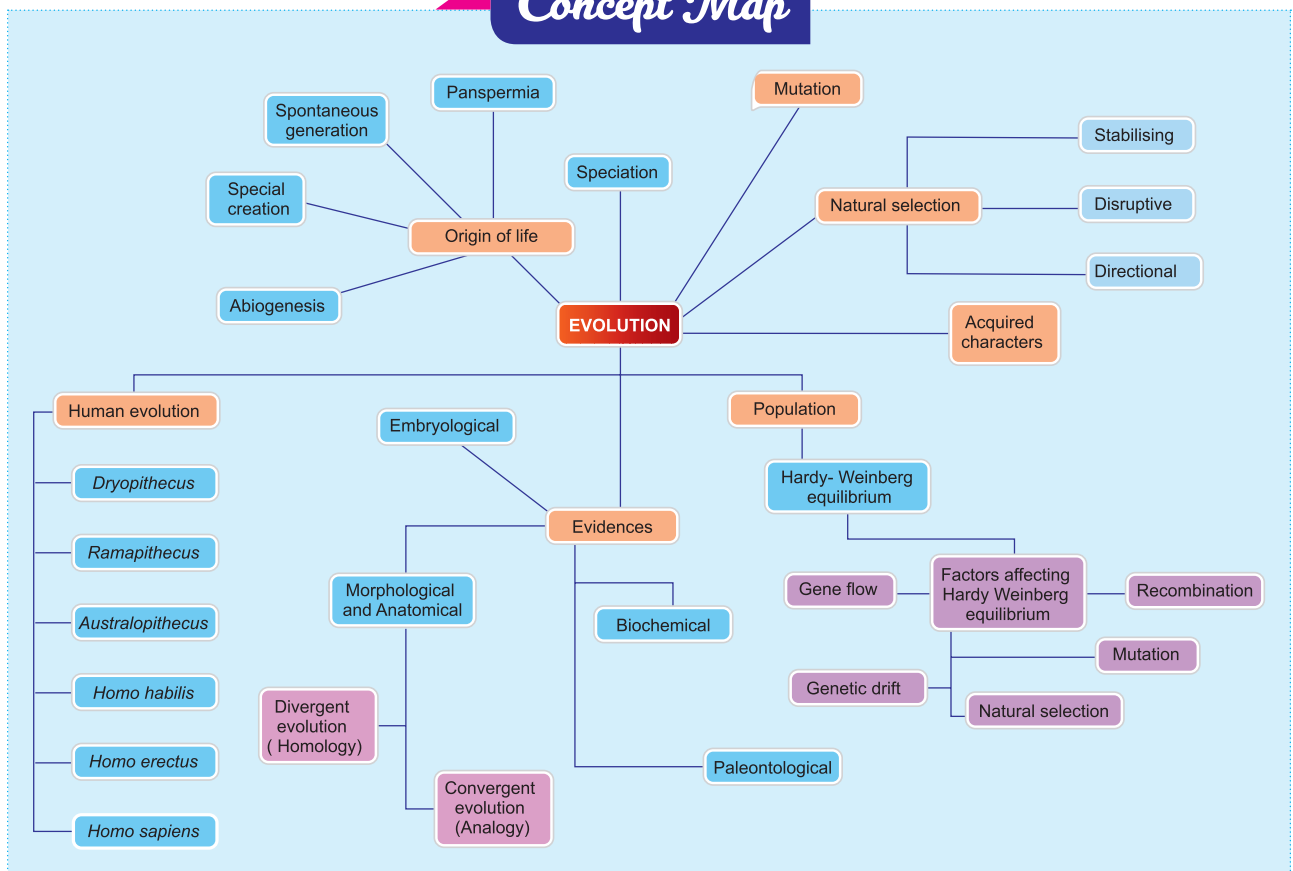 Concept Map
Panspermia
Spontaneous
generation
Special
creation
Abiogenesis
Origin of life
Speciation
Mutation
Natural selection
Stabilising
Disruptive
Directional
EVOLUTION
Acquired
characters
Human evolution
Dryopithecus
Ramapithecus
Australopithecus
Homo habilis
Homo erectus
Homo sapiens
Embryological
Evidences
Morphological
and Anatomical
Biochemical
Divergent
evolution
( Homology)
Convergent
evolution
(Analogy)
Paleontological
Population
Hardy- Weinberg
equilibrium
Factors affecting
Hardy Weinberg
equilibrium
Gene flow
Recombination
Mutation
Genetic drift
Natural selection